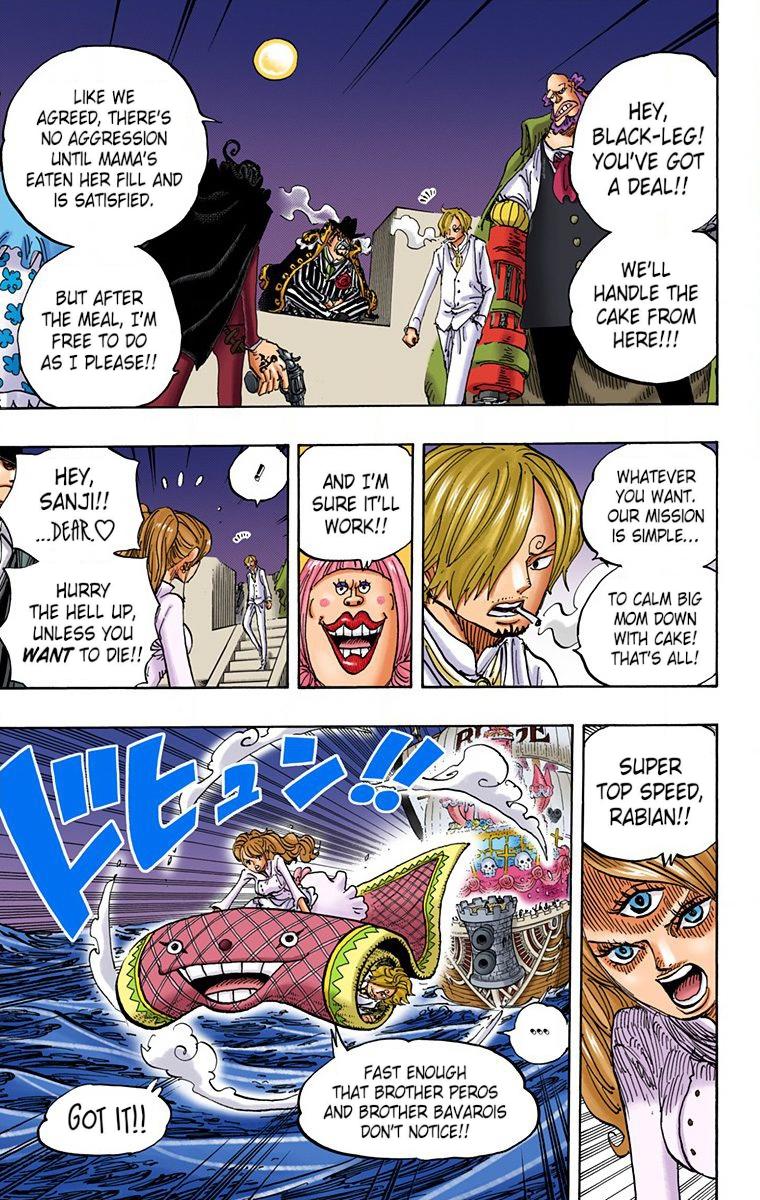 HEY,
BLACK-LEG!
YOU'VE GOT
A DEAL!!
WE'LL
HANDLE THE
CAKE FROM
HERE!!!
LIKE WE
AGREED, THERE'S
NO AGGRESSION
UNTIL MAMA'S
EATEN HER FILL AND
IS SATISFIED.
BUT AFTER
THE MEAL, I'M
FREE TO DO
AS I PLEASE!!
WHATEVER
YOU WANT.
OUR MISSION
IS SIMPLE...
TO CALM BIG
MOM DOWN
WITH CAKE!
THAT'S ALL!
AND I'M
SURE IT'LL
WORK!!
!
HEY,
SANJI!!
...DEAR.♡
HURRY
THE HELL UP,
UNLESS YOU
WANT TO DIE!!
SUPER
TOP SPEED,
RABIAN!!
ドヒュン!!
...
FAST ENOUGH
THAT BROTHER PEROS
AND BROTHER BAVAROIS
DON'T NOTICE!!
GOT IT!!